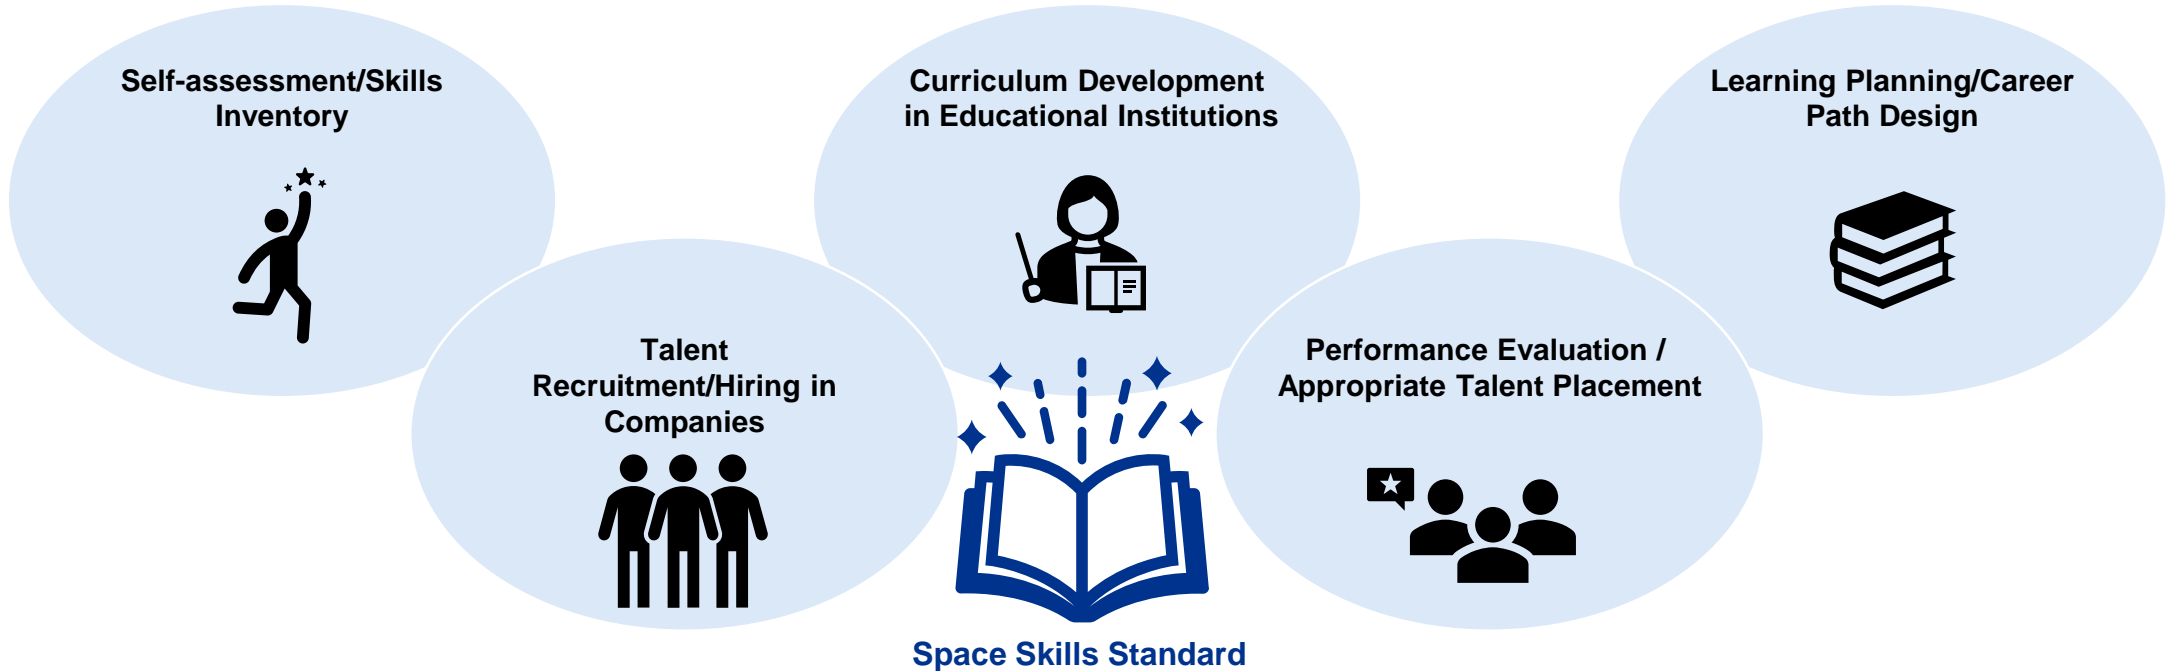 Self-assessment/Skills
Inventory
Curriculum Development
in Educational Institutions
Learning Planning/Career
Path Design
Talent
Recruitment/Hiring in
Companies
Performance Evaluation /
Appropriate Talent Placement
Space Skills Standard